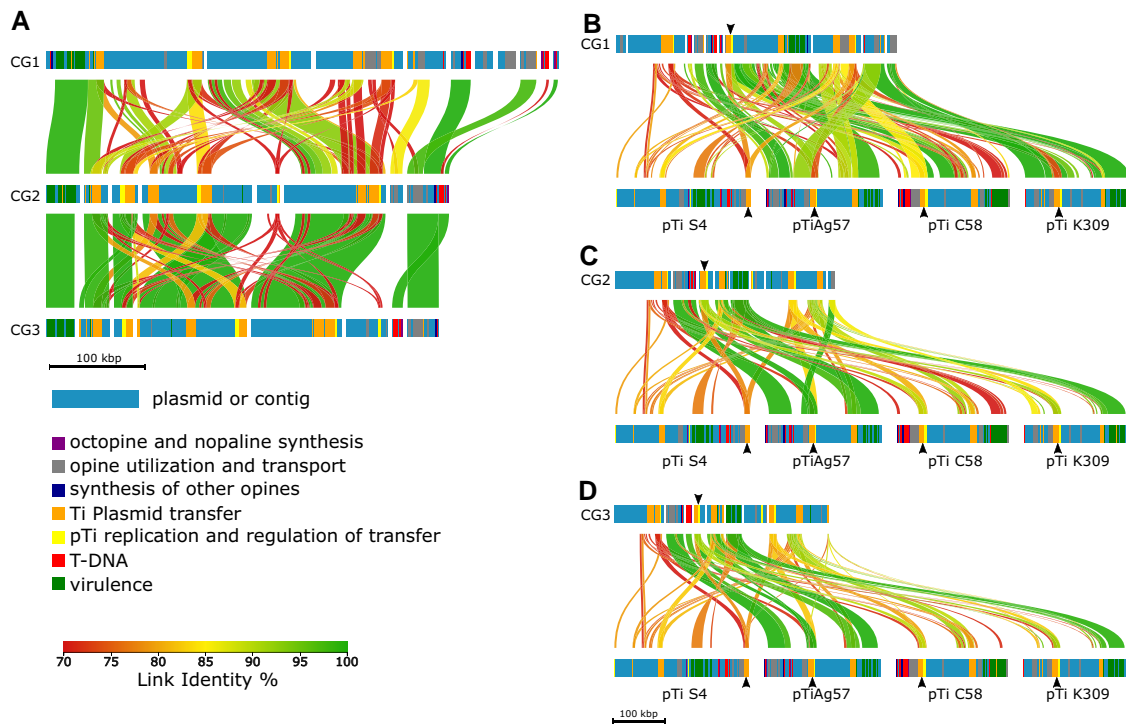 A
CG1
CG2
CG3
100 kbp
plasmid or contig
octopine and nopaline synthesis
opine utilization and transport
synthesis of other opines
Ti Plasmid transfer
pTi replication and regulation of transfer
T-DNA
virulence
70 75 80 85 90 95 100
Link Identity %
B
CG1
pTi S4 pTiAg57 pTi C58 pTi K309
C
CG2
pTi S4 pTiAg57 pTi C58 pTi K309
D
CG3
pTi S4 pTiAg57 pTi C58 pTi K309
100 kbp